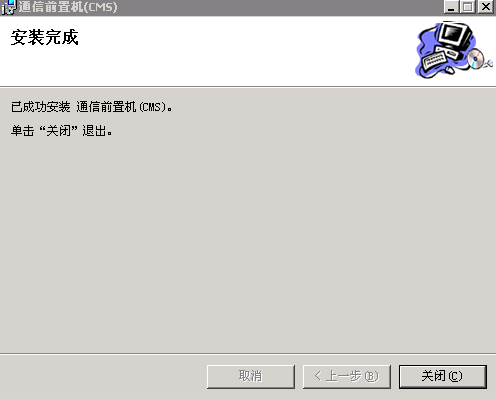 通信前置机(CMS)
安装完成
已成功安装 通信前置机(CMS)。
单击“关闭”退出。
取消
< 上一步(B)
关闭(C)